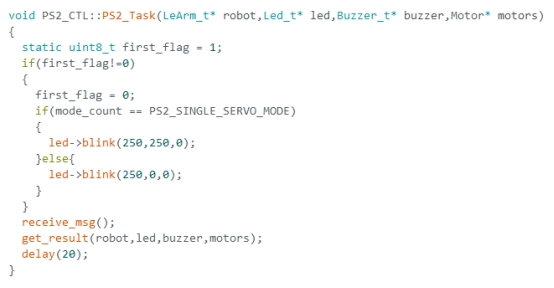 void PS2_CTL::PS2_Task(LeArm_t* robot,Led_t* led,Buzzer_t* buzzer,Motor* motors)
{
  static uint8_t first_flag = 1;
  if(first_flag!=0)
  {
    first_flag = 0;
    if(mode_count == PS2_SINGLE_SERVO_MODE)
    {
      led->blink(250,250,0);
    }else{
      led->blink(250,0,0);
    }
  }
  receive_msg();
  get_result(robot,led,buzzer,motors);
  delay(20);
}